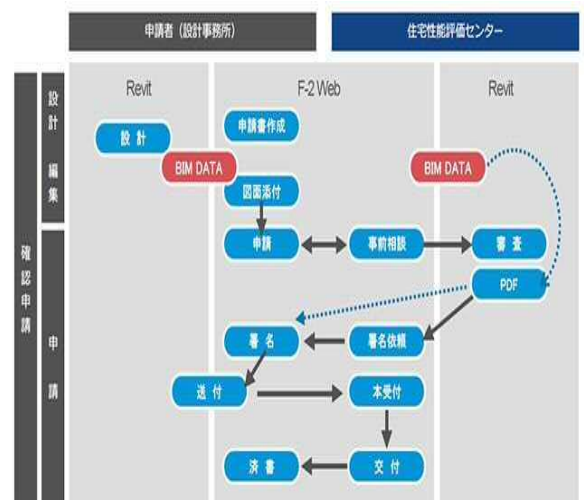 申請者（設計事務所）
住宅性能評価センター
確認申請
設計 編集
申請
Revit
F-2 Web
Revit
設計
申請書作成
BIM DATA
BIM DATA
図面添付
申請
事前相談
審査
PDF
署名
署名依頼
送付
本受付
済書
交付